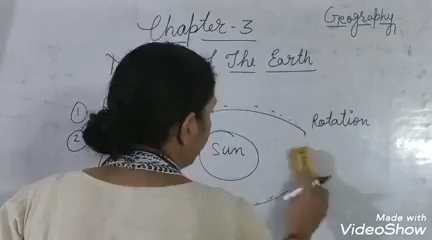 Geography
Chapter-3
The Earth
1
2
Sun
Rotation
Made with
VideoShow